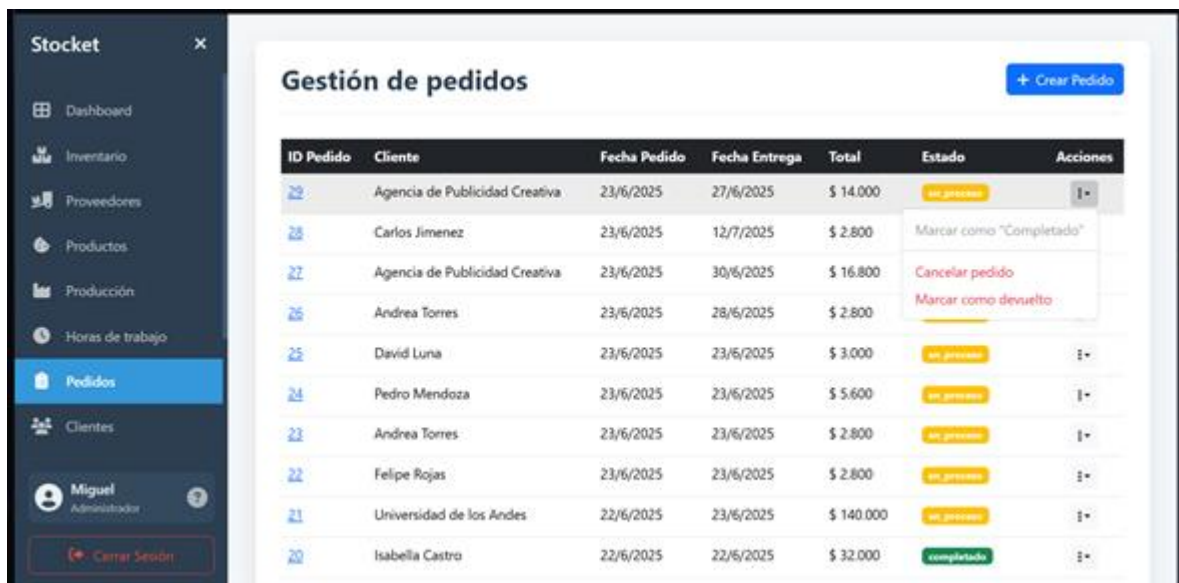 Stocket ×
Dashboard
Inventario
Proveedores
Productos
Producción
Horas de trabajo
Pedidos
Clientes
Miguel
Administrador
Cerrar Sesión
Gestión de pedidos
+ Crear Pedido
ID Pedido Cliente Fecha Pedido Fecha Entrega Total Estado Acciones
29 Agencia de Publicidad Creativa 23/6/2025 27/6/2025 $ 14.000 en_proceso
28 Carlos Jimenez 23/6/2025 12/7/2025 $ 2.800
27 Agencia de Publicidad Creativa 23/6/2025 30/6/2025 $ 16.800
26 Andrea Torres 23/6/2025 28/6/2025 $ 2.800
Marcar como "Completado"
Cancelar pedido
Marcar como devuelto
25 David Luna 23/6/2025 23/6/2025 $ 3.000 en_proceso
24 Pedro Mendoza 23/6/2025 23/6/2025 $ 5.600 en_proceso
23 Andrea Torres 23/6/2025 23/6/2025 $ 2.800 en_proceso
22 Felipe Rojas 23/6/2025 23/6/2025 $ 2.800 en_proceso
21 Universidad de los Andes 22/6/2025 23/6/2025 $ 140.000 en_proceso
20 Isabella Castro 22/6/2025 22/6/2025 $ 32.000 completado